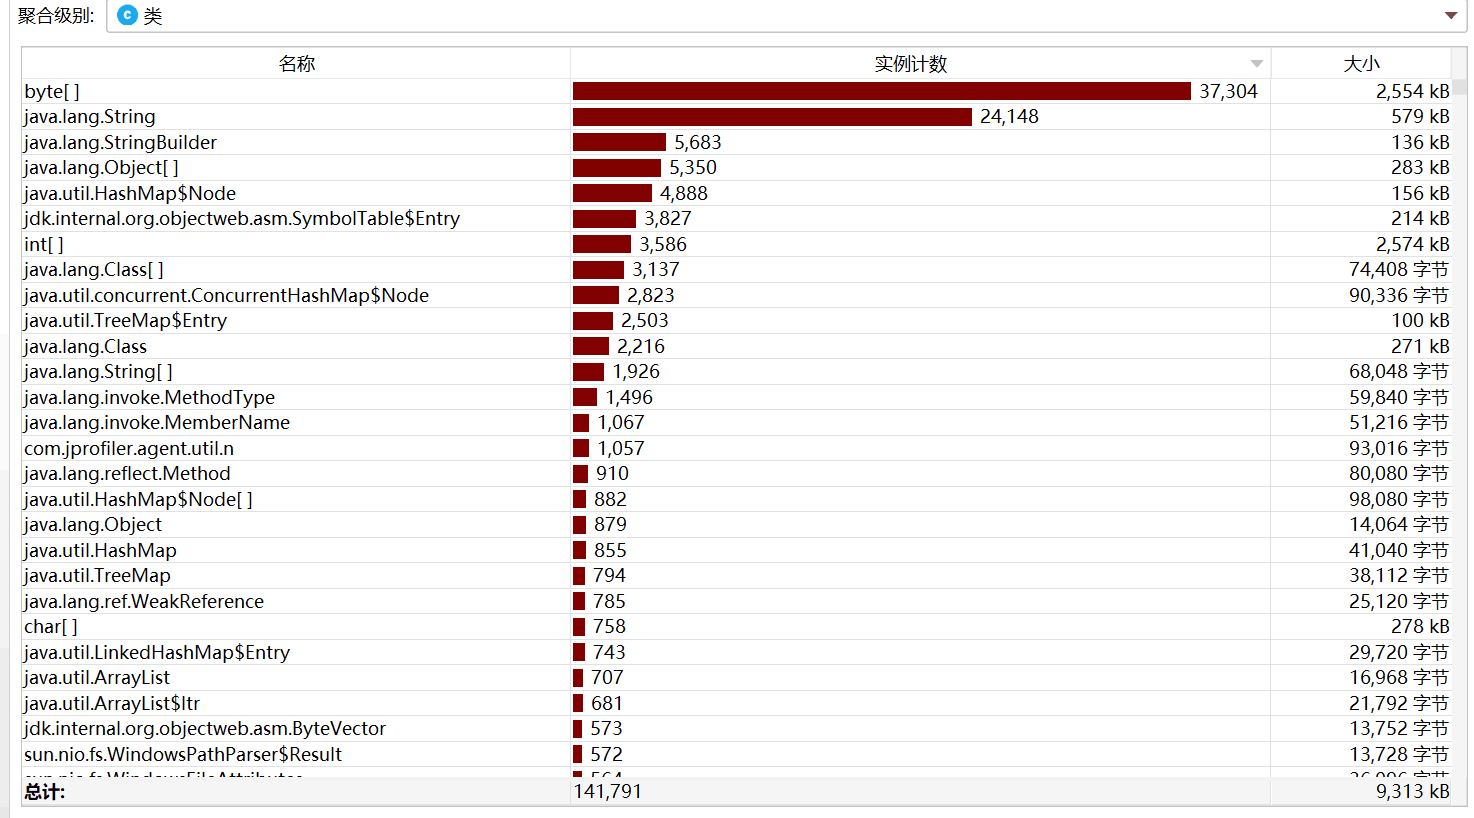 聚合级别: C 类
名称 实例计数 大小
byte[ ] 37,304 2,554 kB
java.lang.String 24,148 579 kB
java.lang.StringBuilder 5,683 136 kB
java.lang.Object[ ] 5,350 283 kB
java.util.HashMap$Node 4,888 156 kB
jdk.internal.org.objectweb.asm.SymbolTable$Entry 3,827 214 kB
int[ ] 3,586 2,574 kB
java.lang.Class[ ] 3,137 74,408 字节
java.util.concurrent.ConcurrentHashMap$Node 2,823 90,336 字节
java.util.TreeMap$Entry 2,503 100 kB
java.lang.Class 2,216 271 kB
java.lang.String[ ] 1,926 68,048 字节
java.lang.invoke.MethodType 1,496 59,840 字节
java.lang.invoke.MemberName 1,067 51,216 字节
com.jprofiler.agent.util.n 1,057 93,016 字节
java.lang.reflect.Method 910 80,080 字节
java.util.HashMap$Node[ ] 882 98,080 字节
java.lang.Object 879 14,064 字节
java.util.HashMap 855 41,040 字节
java.util.TreeMap 794 38,112 字节
java.lang.ref.WeakReference 785 25,120 字节
char[ ] 758 278 kB
java.util.LinkedHashMap$Entry 743 29,720 字节
java.util.ArrayList 707 16,968 字节
java.util.ArrayList$Itr 681 21,792 字节
jdk.internal.org.objectweb.asm.ByteVector 573 13,752 字节
sun.nio.fs.WindowsPathParser$Result 572 13,728 字节
sun.nio.fs.WindowsFileAttributes 564 字节
总计: 141,791 9,313 kB